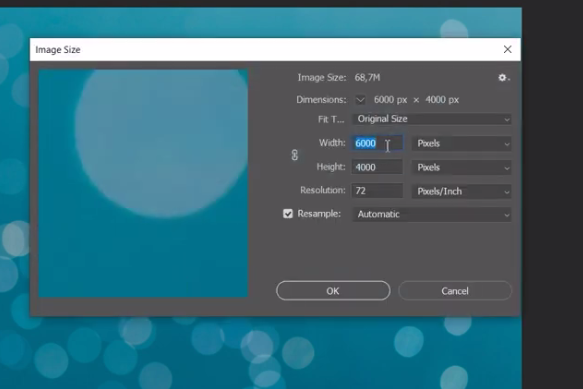 Image Size
Image Size: 68,7M
Dimensions: 6000 px × 4000 px
Fit T... Original Size
Width: 6000 Pixels
Height: 4000 Pixels
Resolution: 72 Pixels/Inch
Resample: Automatic
OK Cancel